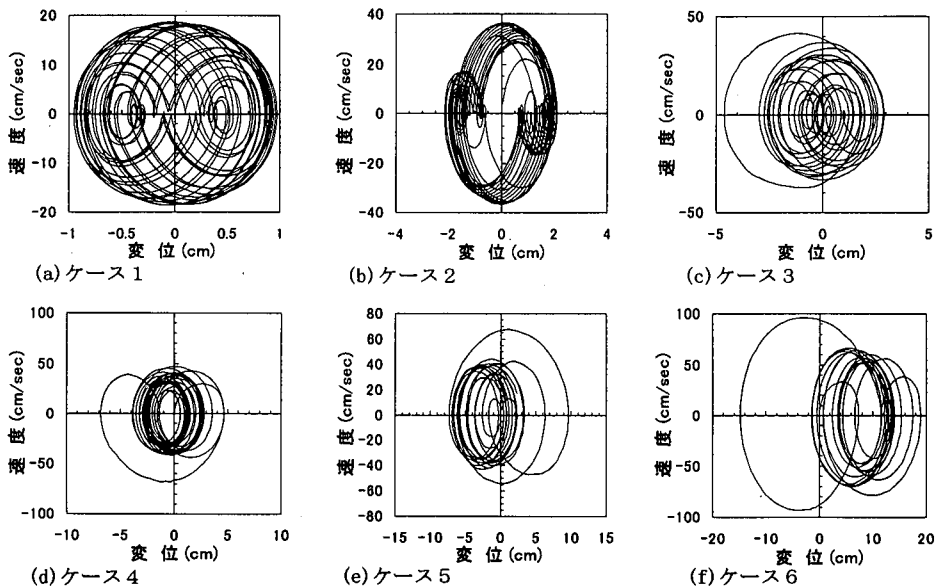 20
10
0
-10
-20
速 度 (cm/sec)
-1 -0.5 0 0.5 1
変 位 (cm)
(a) ケース 1
40
20
0
-20
-40
速 度 (cm/sec)
-4 -2 0 2 4
変 位 (cm)
(b) ケース 2
50
0
-50
速 度 (cm/sec)
-5 0 5
変 位 (cm)
(c) ケース 3
100
50
0
-50
-100
速 度 (cm/sec)
-10 -5 0 5 10
変 位 (cm)
(d) ケース 4
80
60
40
20
0
-20
-40
-60
-80
速 度 (cm/sec)
-15 -10 -5 0 5 10 15
変 位 (cm)
(e) ケース 5
100
50
0
-50
-100
速 度 (cm/sec)
-20 -10 0 10 20
変 位 (cm)
(f) ケース 6